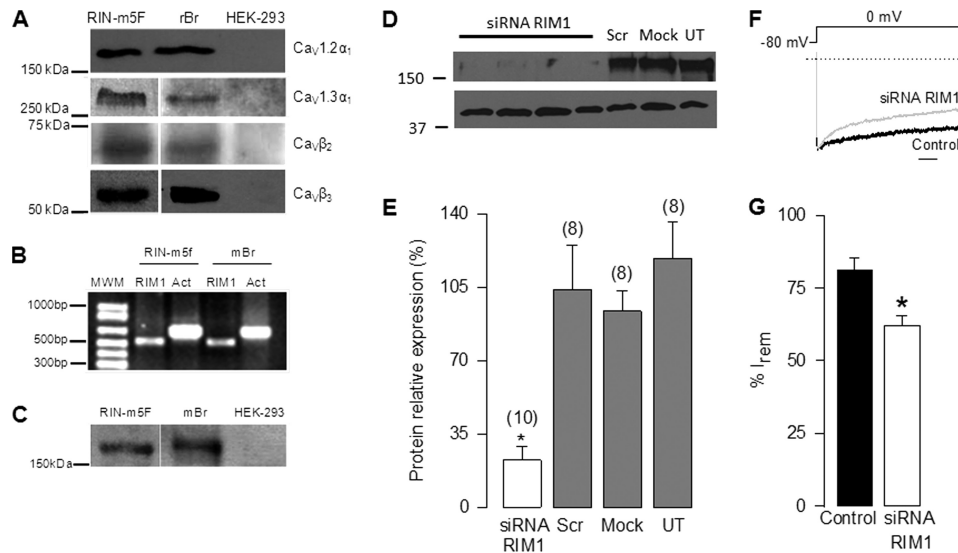 A
RIN-m5F rBr HEK-293
CaV1.2α1
150 kDa
CaV1.3α1
250 kDa
75kDa
CaVβ2
CaVβ3
50 kDa
B
RIN-m5f mBr
MWM RIM1 Act RIM1 Act
1000bp
500bp
300bp
C
RIN-m5F mBr HEK-293
150kDa
D
siRNA RIM1 Scr Mock UT
150
37
E
Protein relative expression (%)
140
105
70
35
0
(10)
*
(8)
(8)
(8)
siRNA RIM1
Scr
Mock
UT
F
0 mV
-80 mV
siRNA RIM1
Control
G
% Irem
100
75
50
25
0
*
Control
siRNA
RIM1